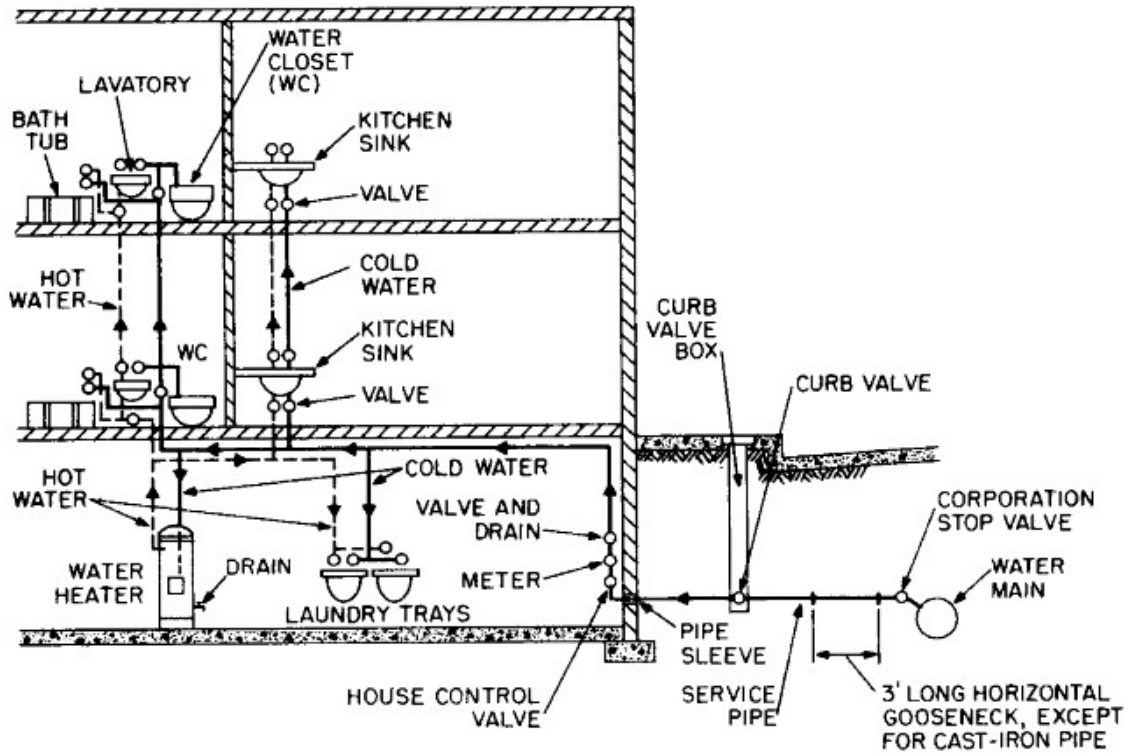 WATER
CLOSET
(WC)
LAVATORY
BATH
TUB
KITCHEN
SINK
VALVE
HOT
WATER
COLD
WATER
WC
KITCHEN
SINK
VALVE
CURB
VALVE
BOX
CURB VALVE
HOT
WATER
COLD WATER
VALVE AND
DRAIN
CORPORATION
STOP VALVE
WATER
HEATER
DRAIN
METER
WATER
MAIN
LAUNDRY TRAYS
PIPE
SLEEVE
HOUSE CONTROL
VALVE
SERVICE
PIPE
3' LONG HORIZONTAL
GOOSENECK, EXCEPT
FOR CAST-IRON PIPE